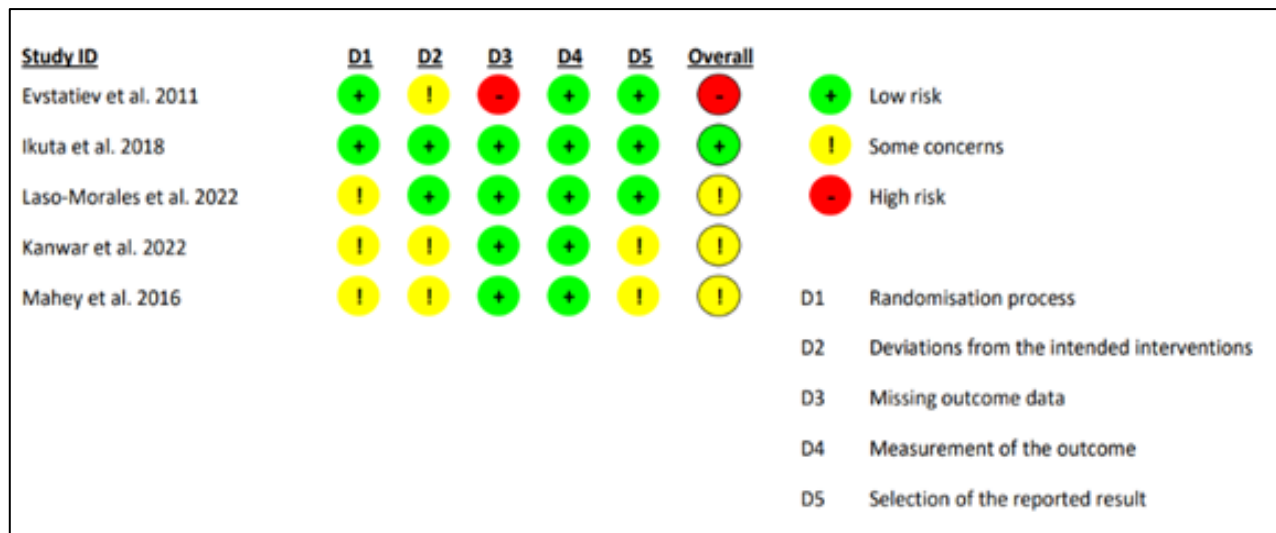 Study ID D1 D2 D3 D4 D5 Overall
Evstatiev et al. 2011 + ! - + + -
Ikuta et al. 2018 + + + + + +
Laso-Morales et al. 2022 ! + + + + !
Kanwar et al. 2022 ! ! + + ! !
Mahey et al. 2016 ! ! + + ! !
+ Low risk
! Some concerns
- High risk
D1 Randomisation process
D2 Deviations from the intended interventions
D3 Missing outcome data
D4 Measurement of the outcome
D5 Selection of the reported result